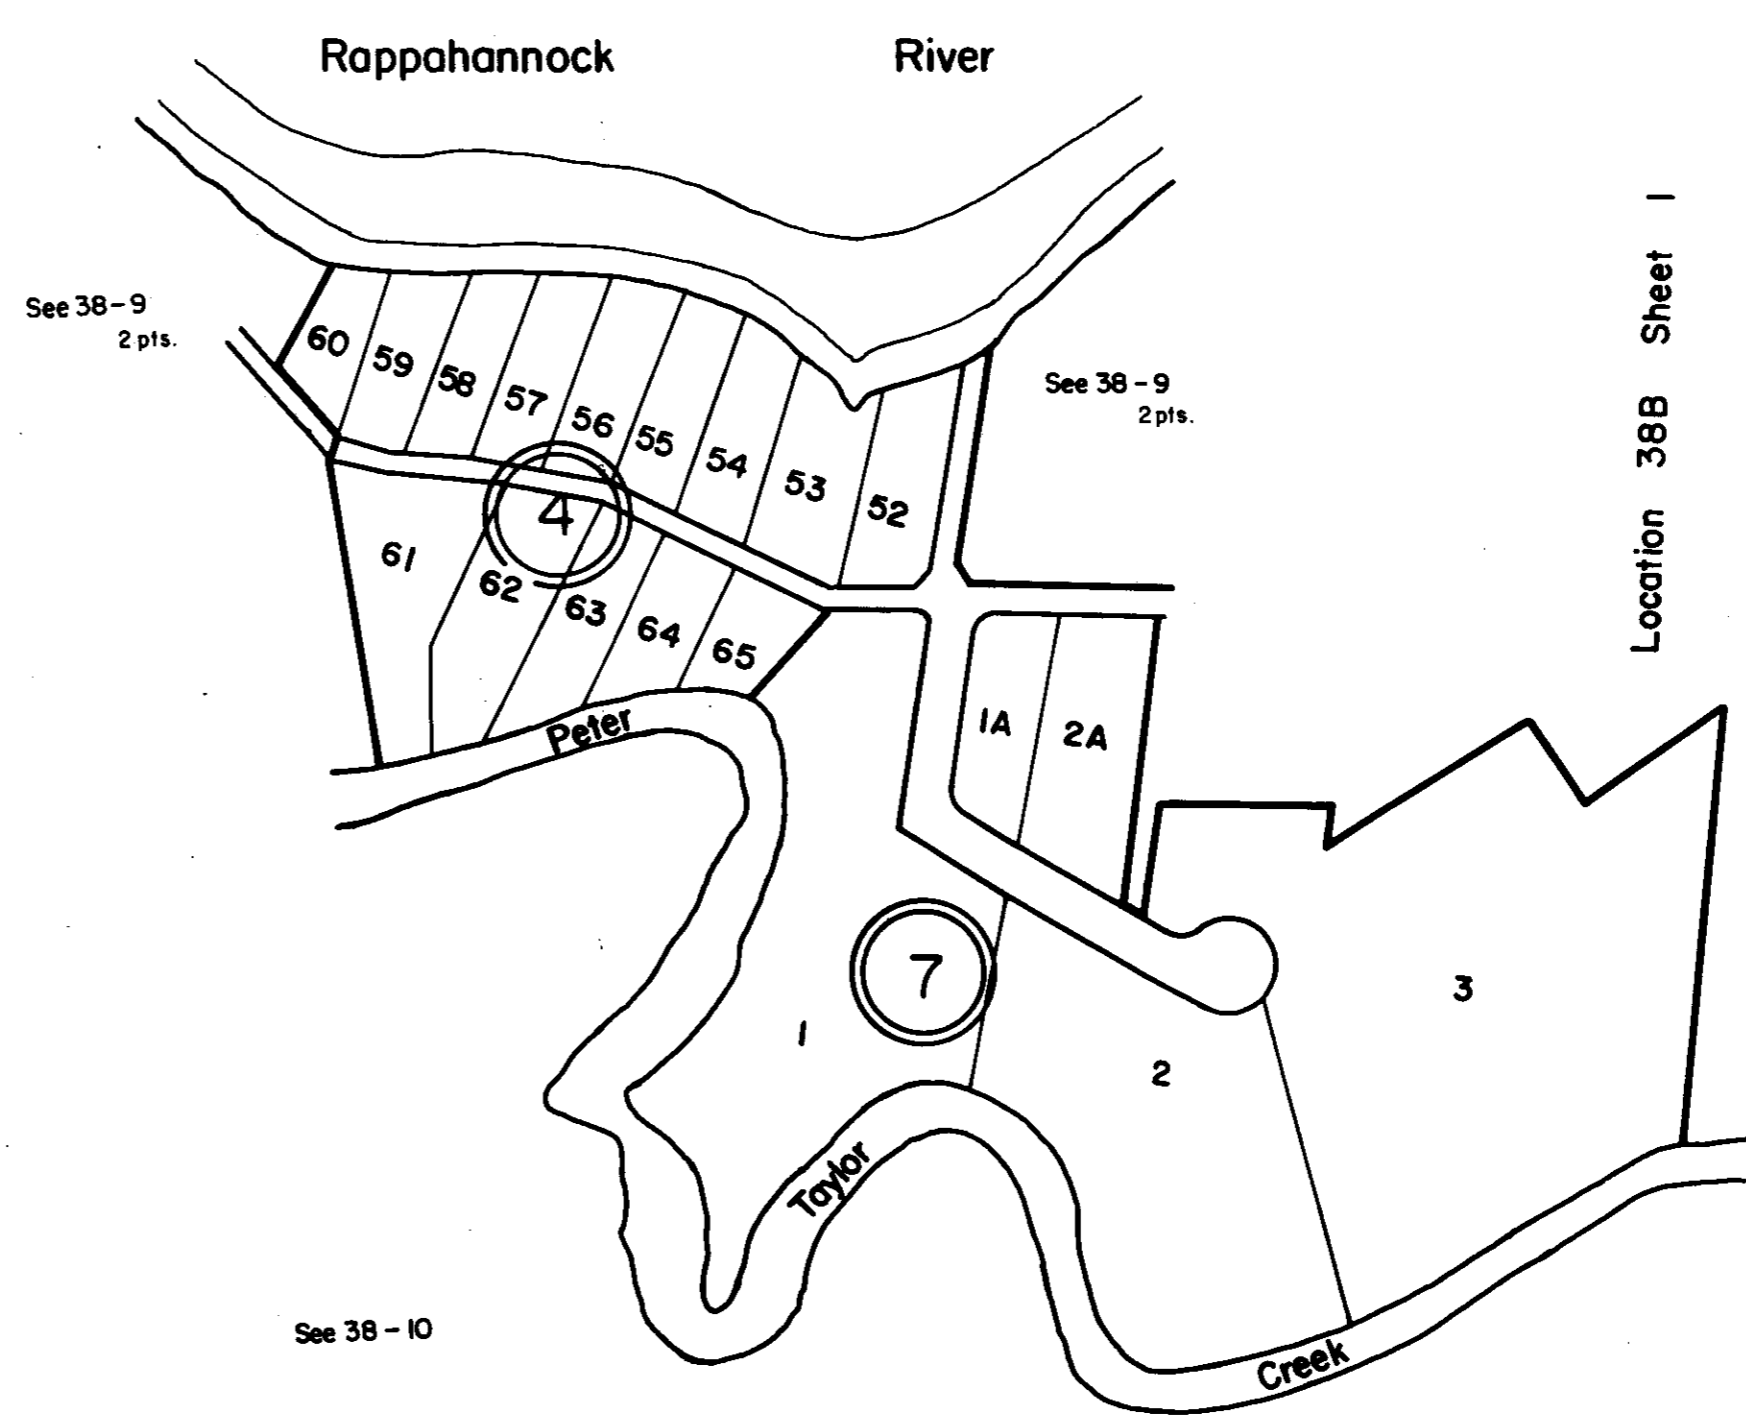 Rappahannock River
See 38-9
2 pts.
See 38-9
2 pts.
Location 38B Sheet 1
60
59
58
57
56
55
54
53
52
4
61
62
63
64
65
1A
2A
Peter
7
1
2
3
Taylor
Creek
See 38-10